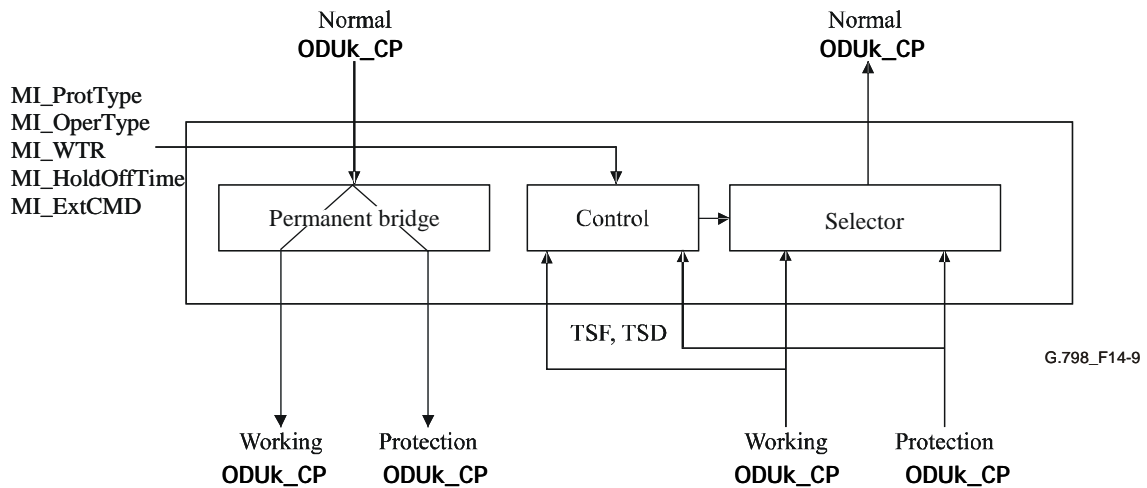 Normal
ODUk_CP
Normal
ODUk_CP
MI_ProtType
MI_OperType
MI_WTR
MI_HoldOffTime
MI_ExtCMD
Permanent bridge
Control
Selector
TSF, TSD
G.798_F14-9
Working
ODUk_CP
Protection
ODUk_CP
Working
ODUk_CP
Protection
ODUk_CP